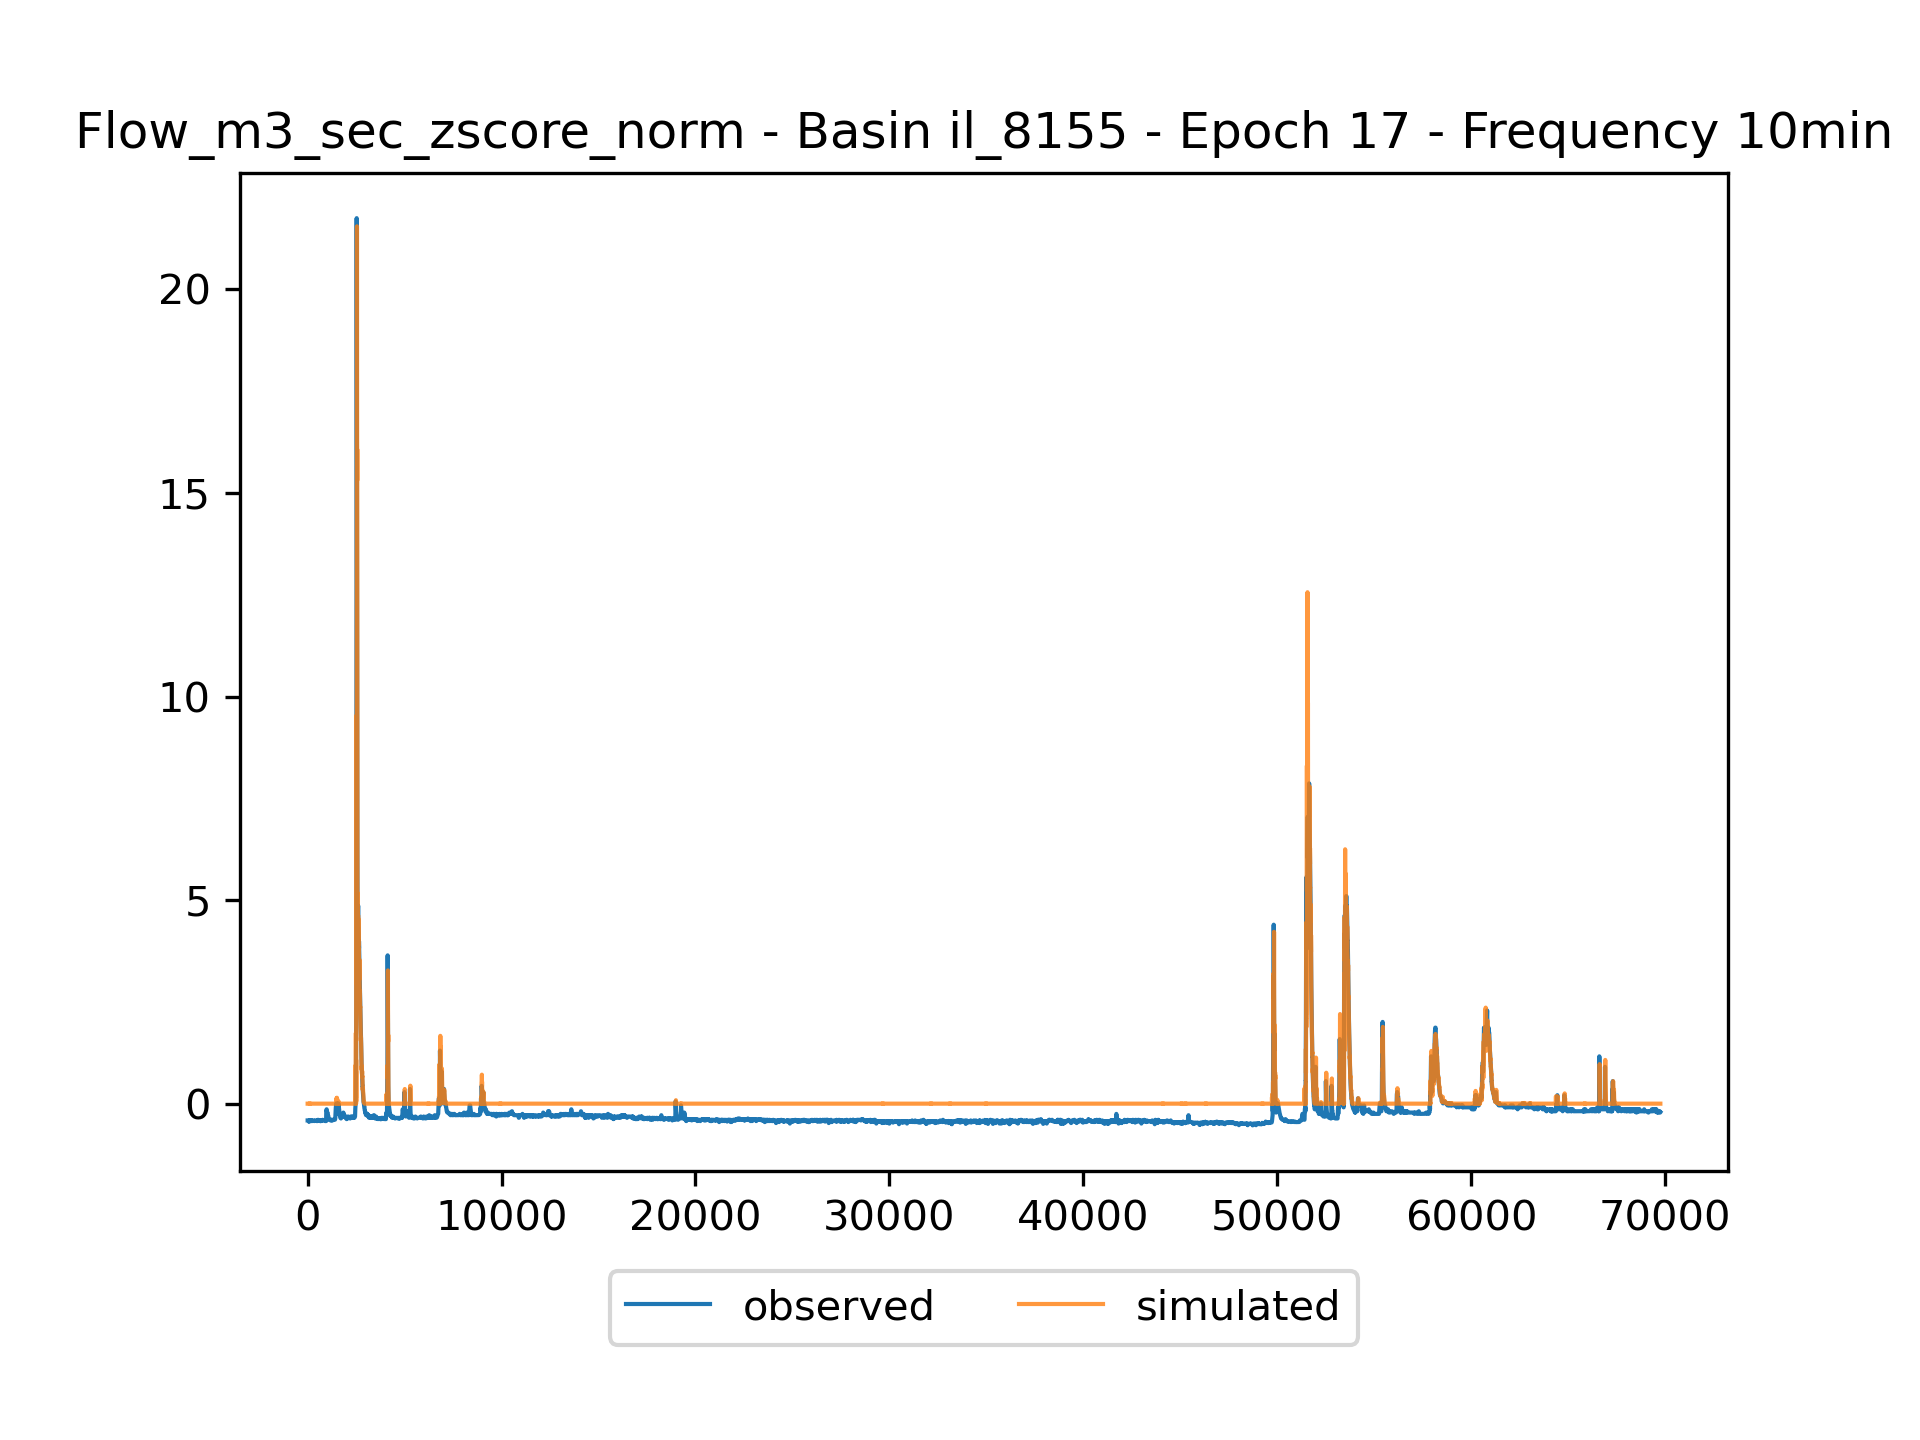 Flow_m3_sec_zscore_norm - Basin il_8155 - Epoch 17 - Frequency 10min
20
15
10
5
0
0 10000 20000 30000 40000 50000 60000 70000
observed simulated